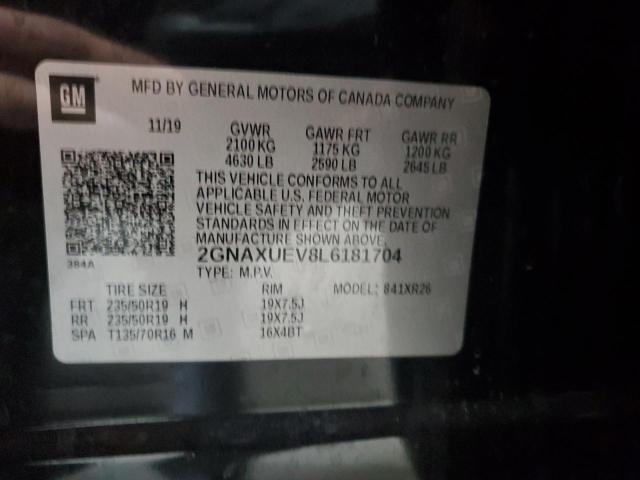 GM
MFD BY GENERAL MOTORS OF CANADA COMPANY
11/19 GVWR GAWR FRT GAWR RR
2100 KG 1175 KG 1200 KG
4630 LB 2590 LB 2645 LB
THIS VEHICLE CONFORMS TO ALL
APPLICABLE U.S. FEDERAL MOTOR
VEHICLE SAFETY AND THEFT PREVENTION
STANDARDS IN EFFECT ON THE DATE OF
MANUFACTURE SHOWN ABOVE.
2GNAXUEV8L6181704
384A
TYPE: M.P.V.
TIRE SIZE RIM MODEL: 841XR26
FRT 235/50R19 H 19X7.5J
RR 235/50R19 H 19X7.5J
SPA T135/70R16 M 16X4BT